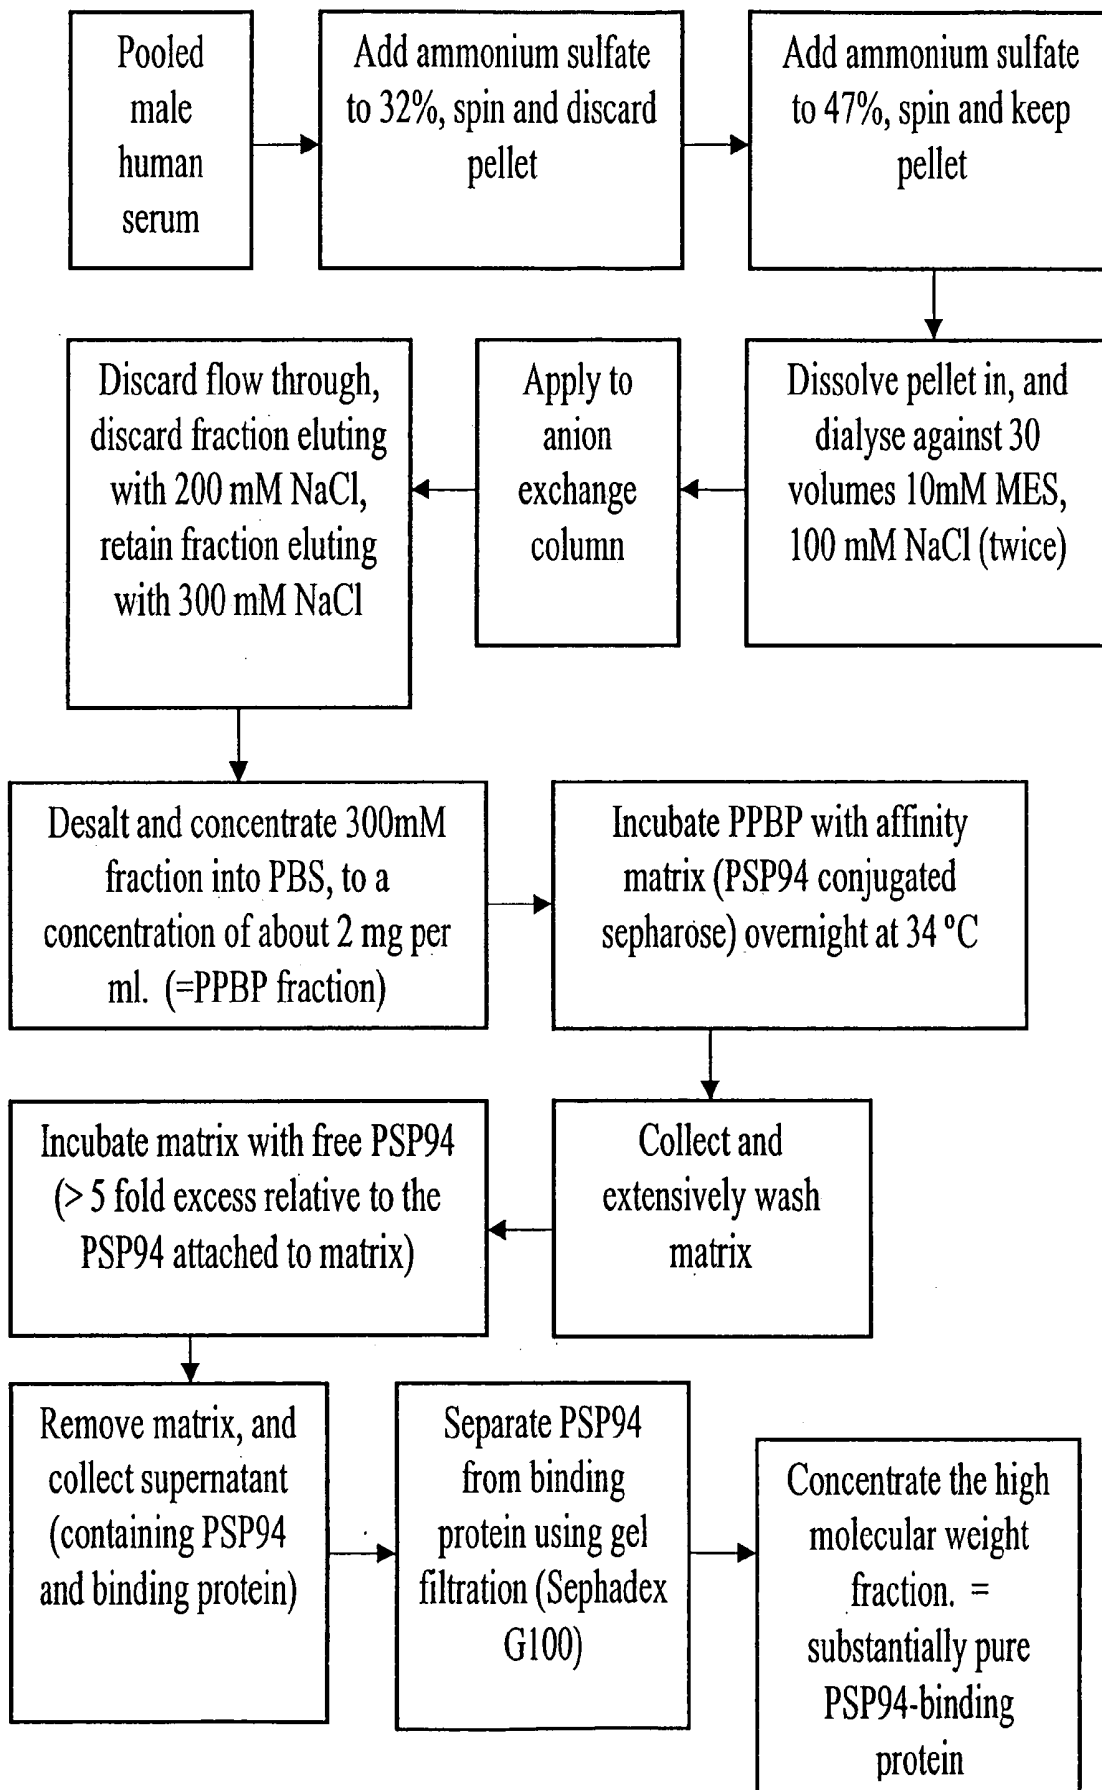 Pooled
male
human
serum
Add ammonium sulfate
to 32%, spin and discard
pellet
Add ammonium sulfate
to 47%, spin and keep
pellet
Dissolve pellet in, and
dialyse against 30
volumes 10mM MES,
100 mM NaCl (twice)
Apply to
anion
exchange
column
Discard flow through,
discard fraction eluting
with 200 mM NaCl,
retain fraction eluting
with 300 mM NaCl
Desalt and concentrate 300mM
fraction into PBS, to a
concentration of about 2 mg per
ml. (=PPBP fraction)
Incubate PPBP with affinity
matrix (PSP94 conjugated
sepharose) overnight at 34 °C
Collect and
extensively wash
matrix
Incubate matrix with free PSP94
(> 5 fold excess relative to the
PSP94 attached to matrix)
Remove matrix, and
collect supernatant
(containing PSP94
and binding protein)
Separate PSP94
from binding
protein using gel
filtration (Sephadex
G100)
Concentrate the high
molecular weight
fraction. =
substantially pure
PSP94-binding
protein